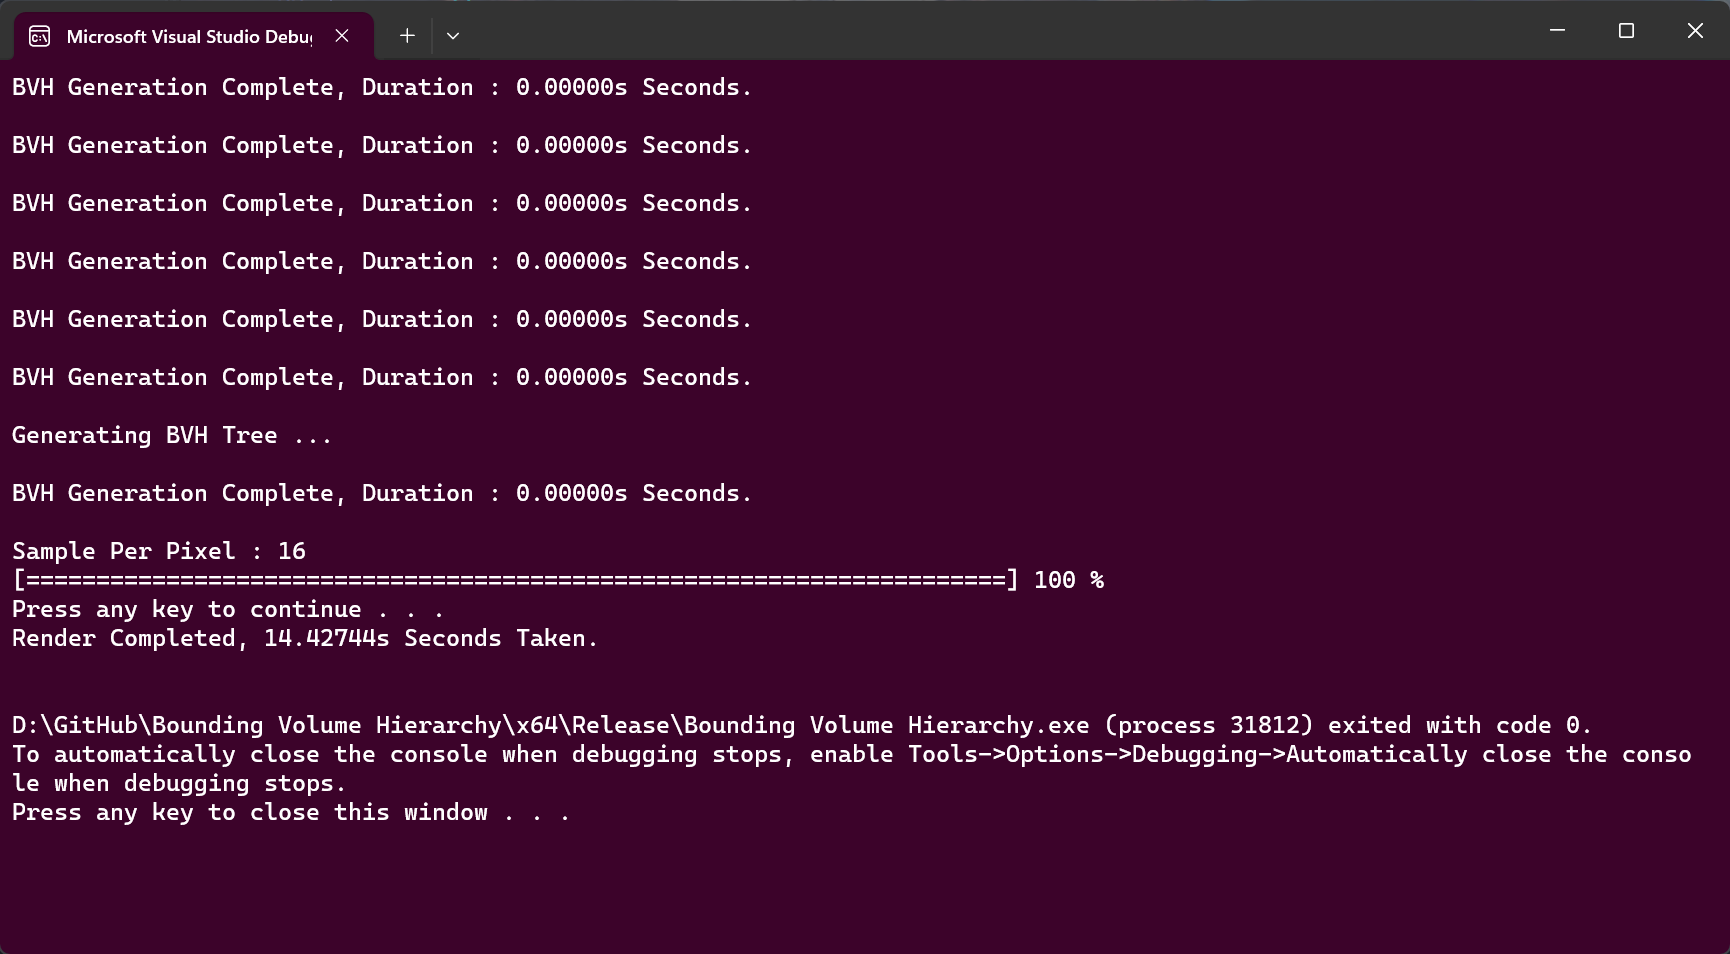 Microsoft Visual Studio Debug
BVH Generation Complete, Duration : 0.00000s Seconds.
BVH Generation Complete, Duration : 0.00000s Seconds.
BVH Generation Complete, Duration : 0.00000s Seconds.
BVH Generation Complete, Duration : 0.00000s Seconds.
BVH Generation Complete, Duration : 0.00000s Seconds.
BVH Generation Complete, Duration : 0.00000s Seconds.
Generating BVH Tree ...
BVH Generation Complete, Duration : 0.00000s Seconds.
Sample Per Pixel : 16
[======================================================================] 100 %
Press any key to continue . . .
Render Completed, 14.42744s Seconds Taken.
D:\GitHub\Bounding Volume Hierarchy\x64\Release\Bounding Volume Hierarchy.exe (process 31812) exited with code 0.
To automatically close the console when debugging stops, enable Tools->Options->Debugging->Automatically close the conso
le when debugging stops.
Press any key to close this window . . .